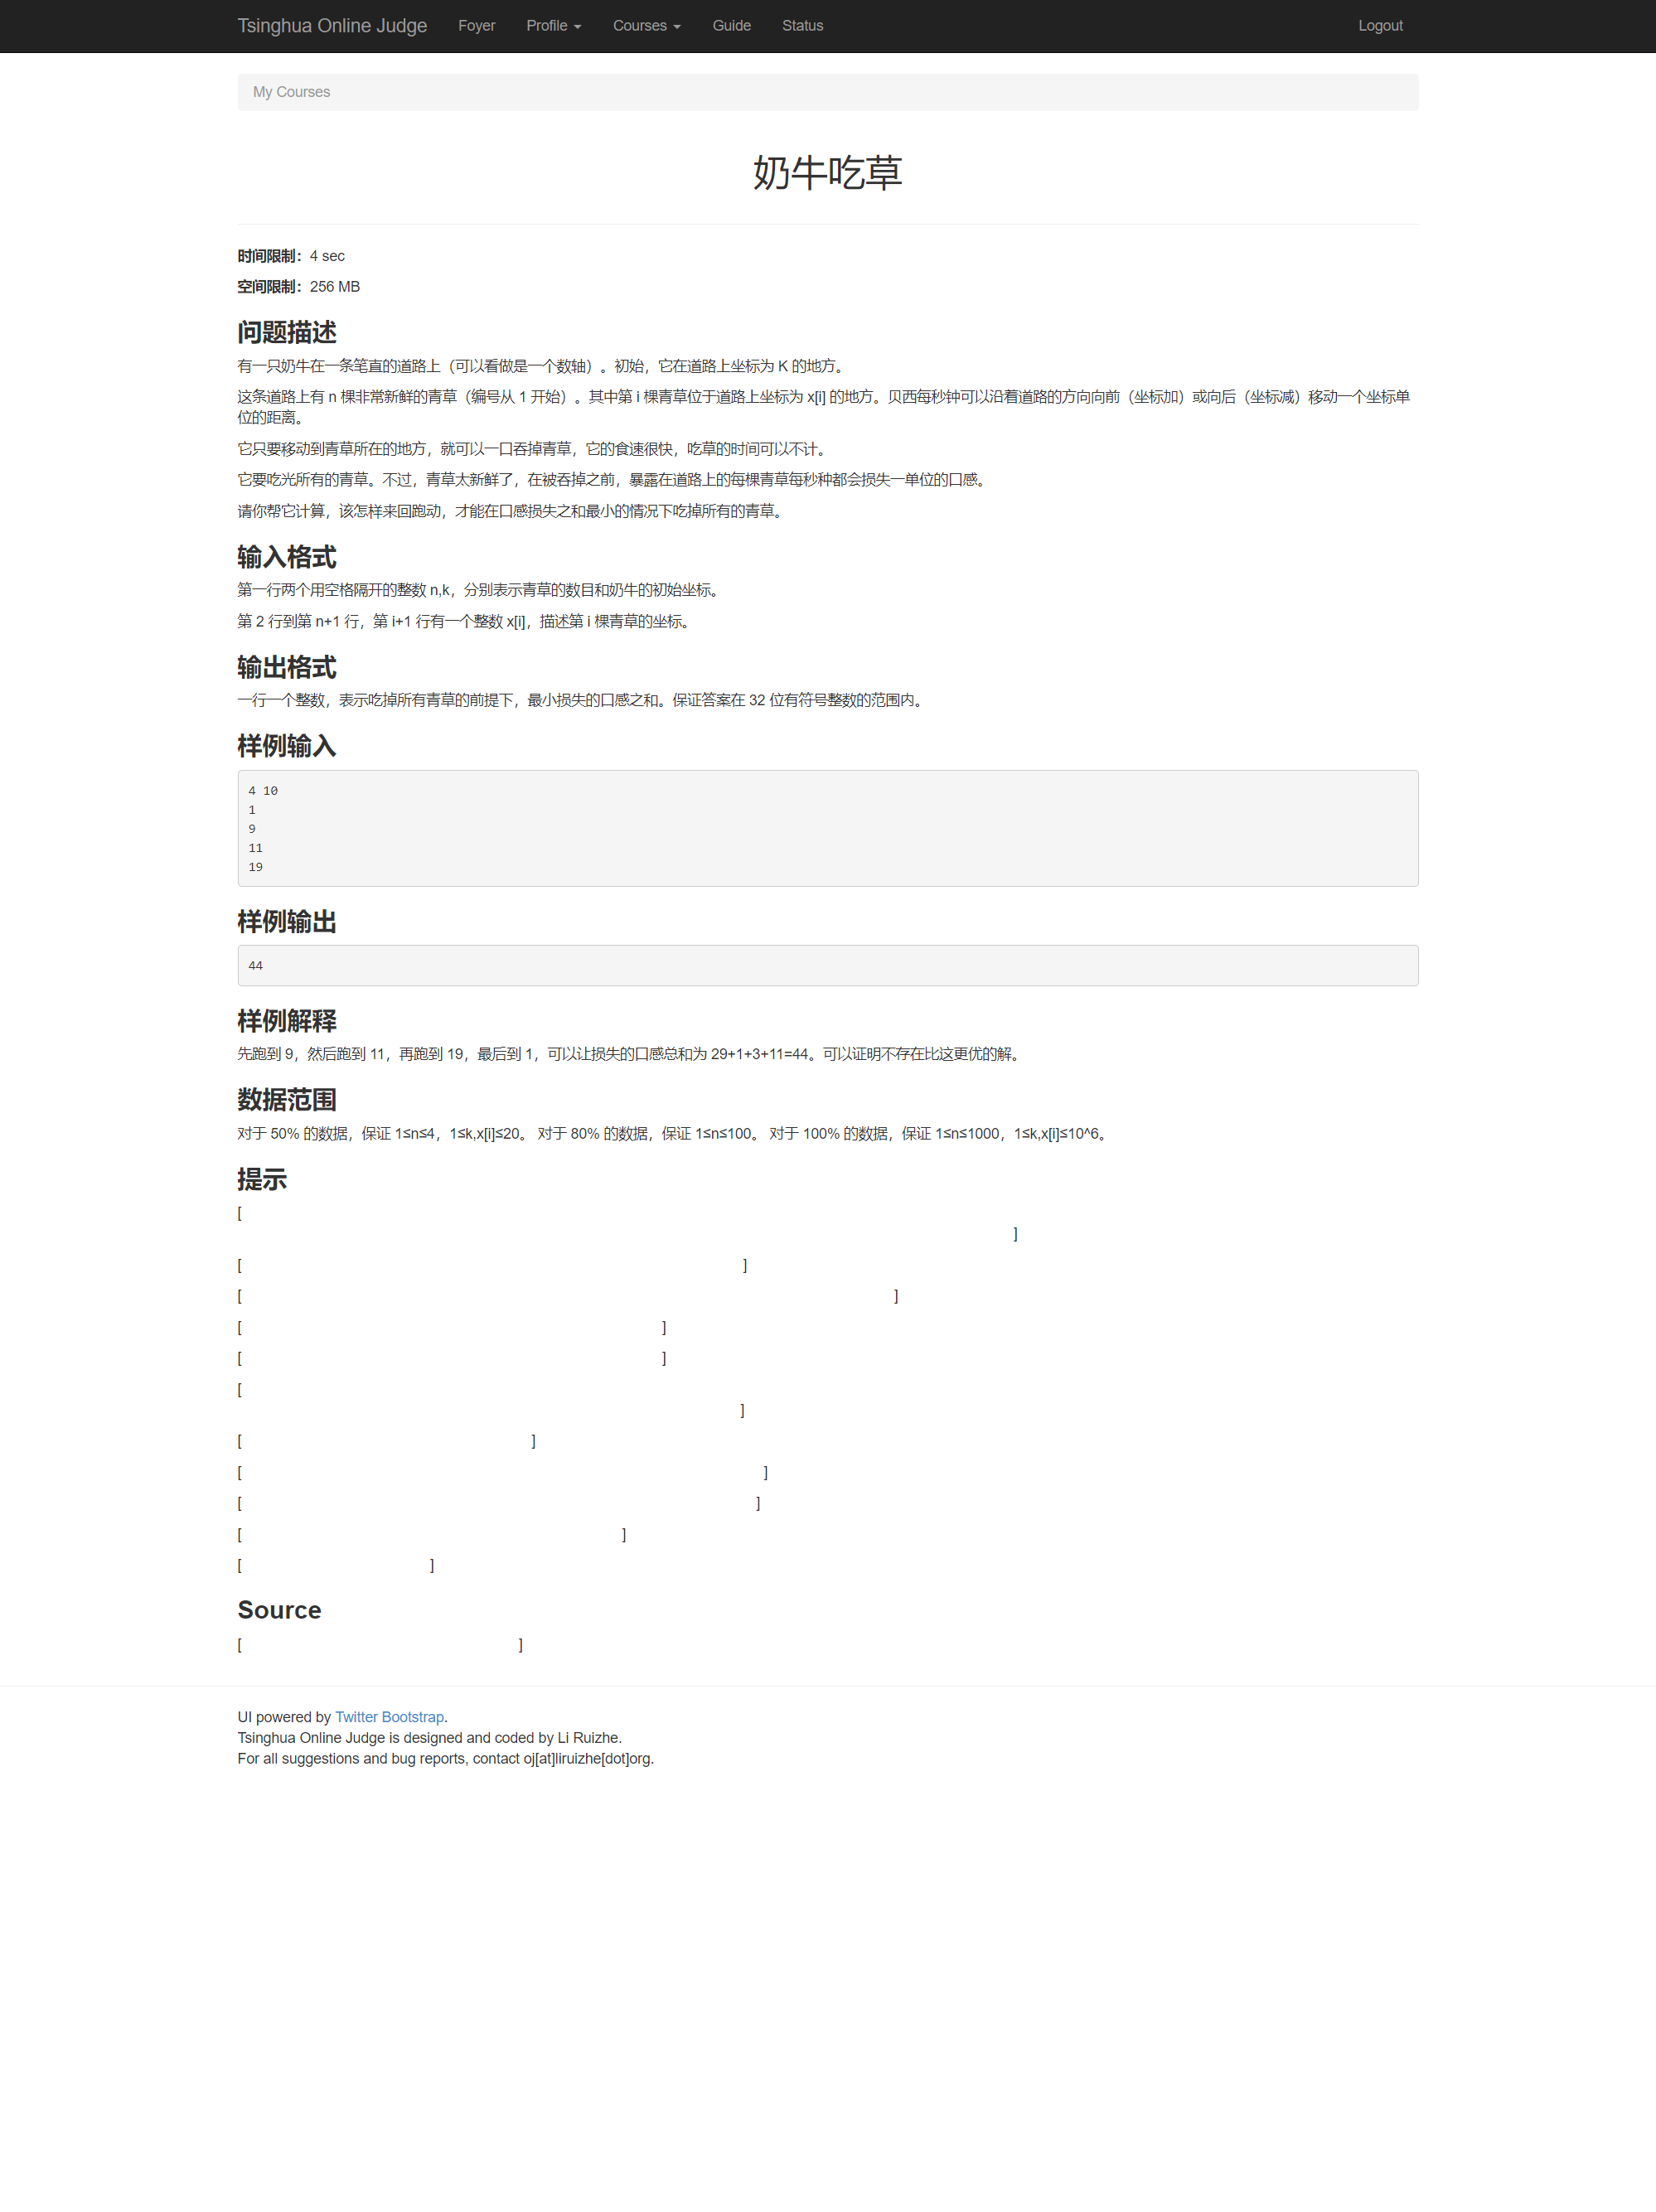 Tsinghua Online Judge Foyer Profile Courses Guide Status Logout
My Courses
奶牛吃草
时间限制：4 sec
空间限制：256 MB
问题描述
有一只奶牛在一条笔直的道路上（可以看做是一个数轴）。初始，它在道路上坐标为 K 的地方。
这条道路上有 n 棵非常新鲜的青草（编号从 1 开始）。其中第 i 棵青草位于道路上坐标为 x[i] 的地方。贝西每秒钟可以沿着道路的方向向前（坐标加）或向后（坐标减）移动一个坐标单
位的距离。
它只要移动到青草所在的地方，就可以一口吞掉青草，它的食速很快，吃草的时间可以不计。
它要吃光所有的青草。不过，青草太新鲜了，在被吞掉之前，暴露在道路上的每棵青草每秒种都会损失一单位的口感。
请你帮它计算，该怎样来回跑动，才能在口感损失之和最小的情况下吃掉所有的青草。
输入格式
第一行两个用空格隔开的整数 n,k，分别表示青草的数目和奶牛的初始坐标。
第 2 行到第 n+1 行，第 i+1 行有一个整数 x[i]，描述第 i 棵青草的坐标。
输出格式
一行一个整数，表示吃掉所有青草的前提下，最小损失的口感之和。保证答案在 32 位有符号整数的范围内。
样例输入
4 10
1
9
11
19
样例输出
44
样例解释
先跑到 9，然后跑到 11，再跑到 19，最后到 1，可以让损失的口感总和为 29+1+3+11=44。可以证明不存在比这更优的解。
数据范围
对于 50% 的数据，保证 1≤n≤4，1≤k,x[i]≤20。 对于 80% 的数据，保证 1≤n≤100。 对于 100% 的数据，保证 1≤n≤1000，1≤k,x[i]≤10^6。
提示
[
]
[ ]
[ ]
[ ]
[ ]
[
]
[ ]
[ ]
[ ]
[ ]
[ ]
Source
[ ]
UI powered by Twitter Bootstrap.
Tsinghua Online Judge is designed and coded by Li Ruizhe.
For all suggestions and bug reports, contact oj[at]liruizhe[dot]org.